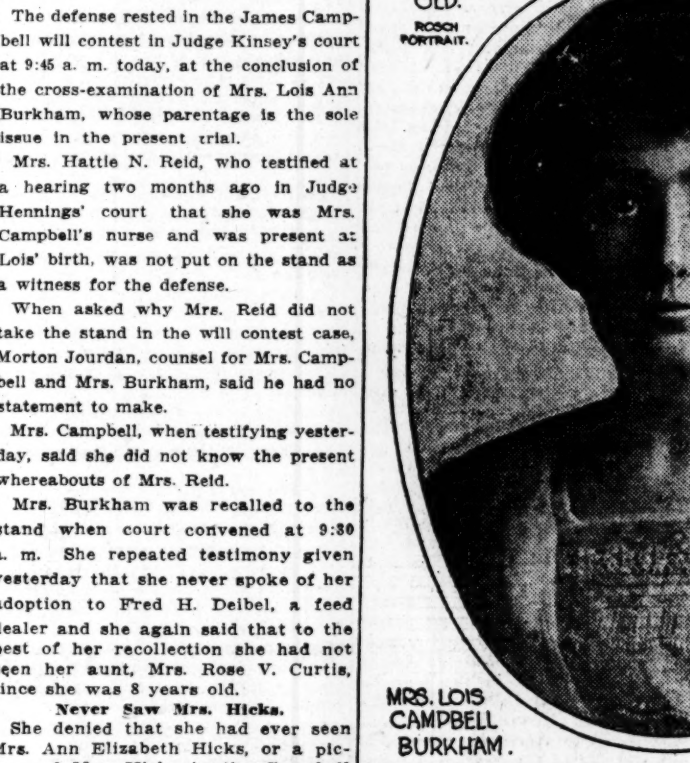 The defense rested in the James Camp-
bell will contest in Judge Kinsey's court
at 9:45 a. m. today, at the conclusion of
the cross-examination of Mrs. Lois Ann
Burkham, whose parentage is the sole
issue in the present trial.
Mrs. Hattie N. Reid, who testified at
a hearing two months ago in Judge
Hennings' court that she was Mrs.
Campbell's nurse and was present at
Lois' birth, was not put on the stand as
a witness for the defense.
When asked why Mrs. Reid did not
take the stand in the will contest case,
Morton Jourdan, counsel for Mrs. Camp-
bell and Mrs. Burkham, said he had no
statement to make.
Mrs. Campbell, when testifying yester-
day, said she did not know the present
whereabouts of Mrs. Reid.
Mrs. Burkham was recalled to the
stand when court convened at 9:30
a. m. She repeated testimony given
yesterday that she never spoke of her
adoption to Fred H. Deibel, a feed
dealer and she again said that to the
best of her recollection she had not
seen her aunt, Mrs. Rose V. Curtis,
since she was 8 years old.
Never Saw Mrs. Hicks.
She denied that she had ever seen
Mrs. Ann Elizabeth Hicks, or a pic-
OLD.
ROSCH
PORTRAIT.
MRS. LOIS
CAMPBELL
BURKHAM.